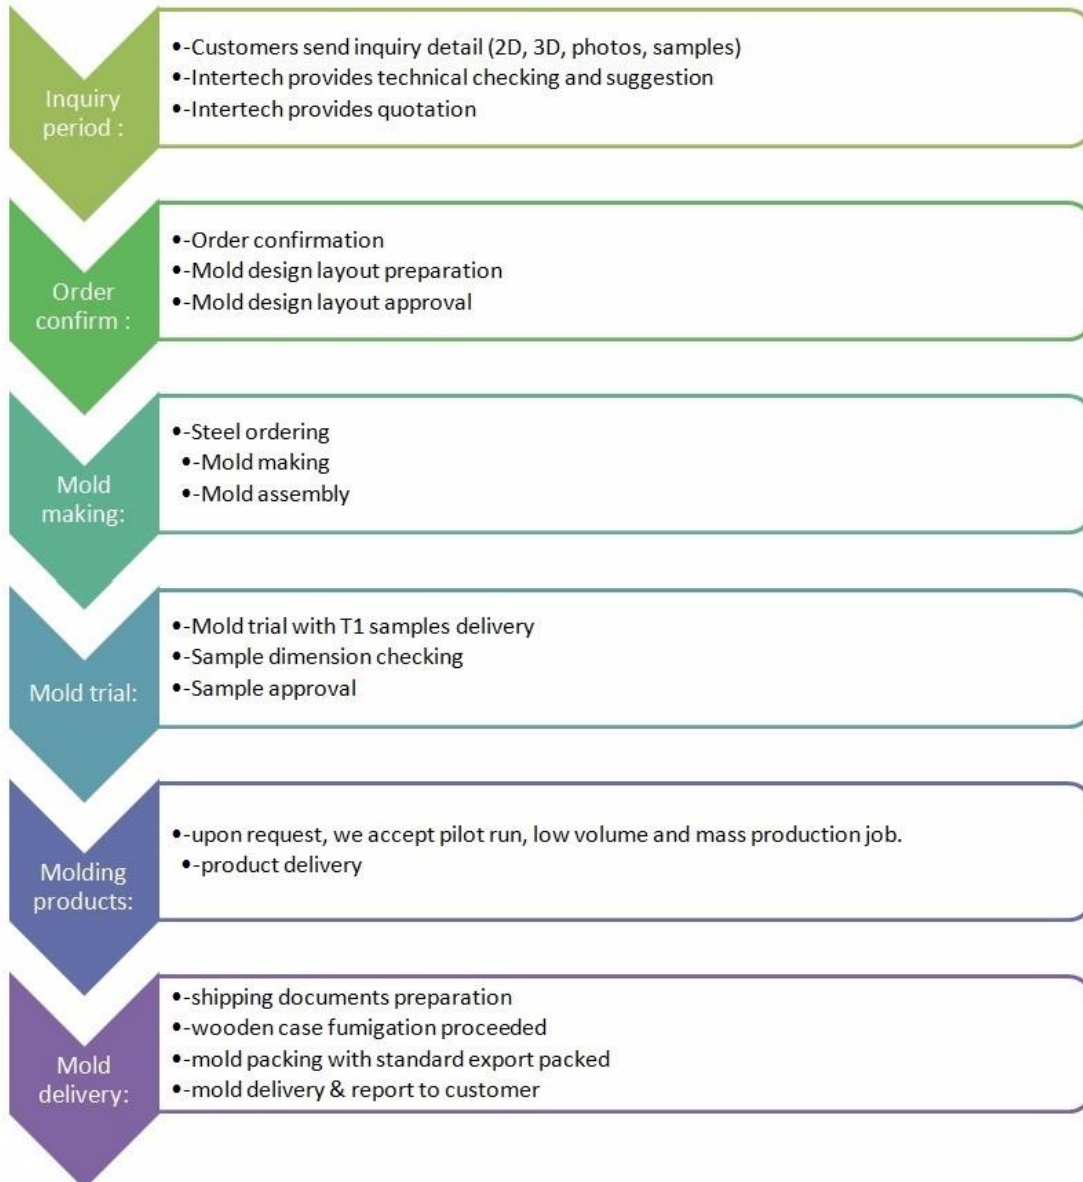 Inquiry
period :
•-Customers send inquiry detail (2D, 3D, photos, samples)
•-Intertech provides technical checking and suggestion
•-Intertech provides quotation
Order
confirm :
•-Order confirmation
•-Mold design layout preparation
•-Mold design layout approval
Mold
making:
•-Steel ordering
•-Mold making
•-Mold assembly
Mold trial:
•-Mold trial with T1 samples delivery
•-Sample dimension checking
•-Sample approval
Molding
products:
•-upon request, we accept pilot run, low volume and mass production job.
•-product delivery
Mold
delivery:
•-shipping documents preparation
•-wooden case fumigation proceeded
•-mold packing with standard export packed
•-mold delivery & report to customer